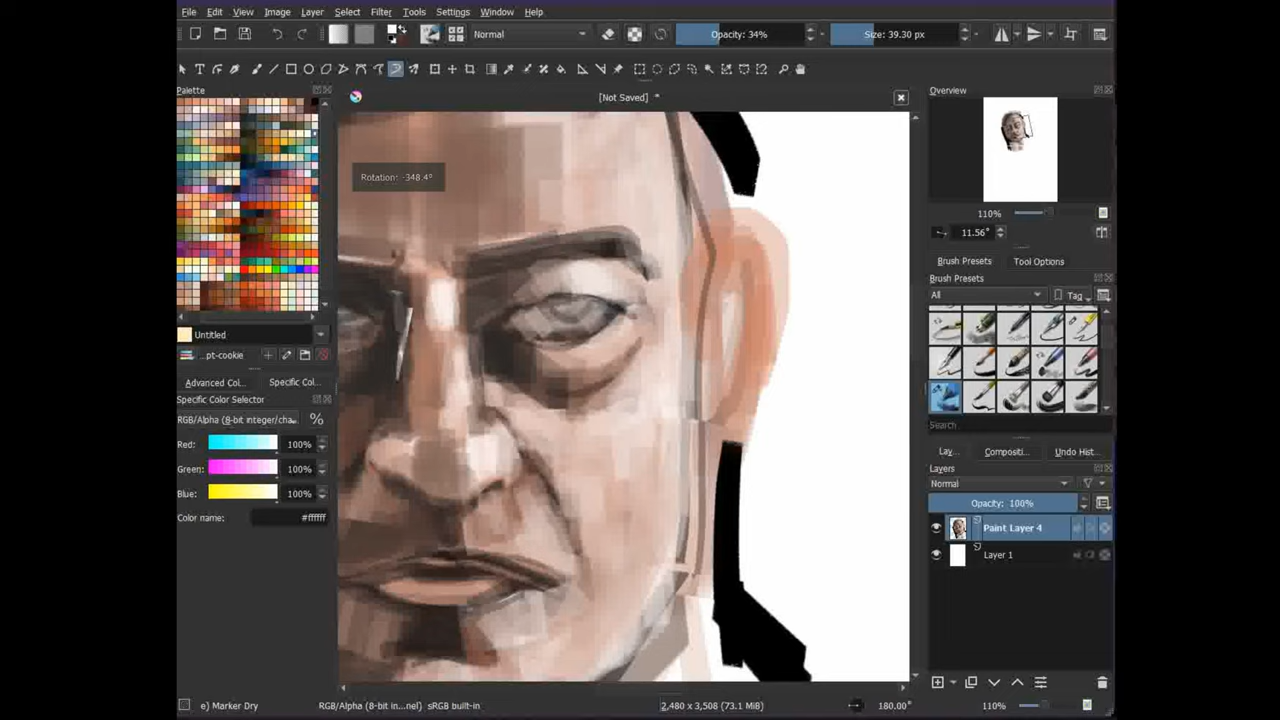 File Edit View Image Layer Select Filter Tools Settings Window Help
Normal Opacity: 34% Size: 39.30 px
Palette
[Not Saved] *
Overview
Rotation: -348.4°
110%
11.56°
Brush Presets Tool Options
Brush Presets
All Tag
Untitled
...pt-cookie
Advanced Col... Specific Col...
Specific Color Selector
RGB/Alpha (8-bit integer/cha...
%
Red: 100%
Green: 100%
Blue: 100%
Color name: #ffffff
Search
Lay... Compositi... Undo Hist...
Layers
Normal
Opacity: 100%
Paint Layer 4
Layer 1
e) Marker Dry RGB/Alpha (8-bit in...nel) sRGB built-in 2,480 x 3,508 (73.1 MiB) 180.00° 110%